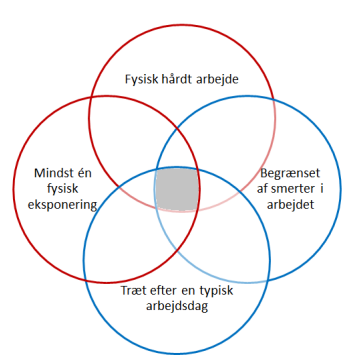 Fysisk hårdt arbejde
Mindst én
fysisk
eksponering
Begrænset
af smerter i
arbejdet
Træt efter en typisk
arbejdsdag